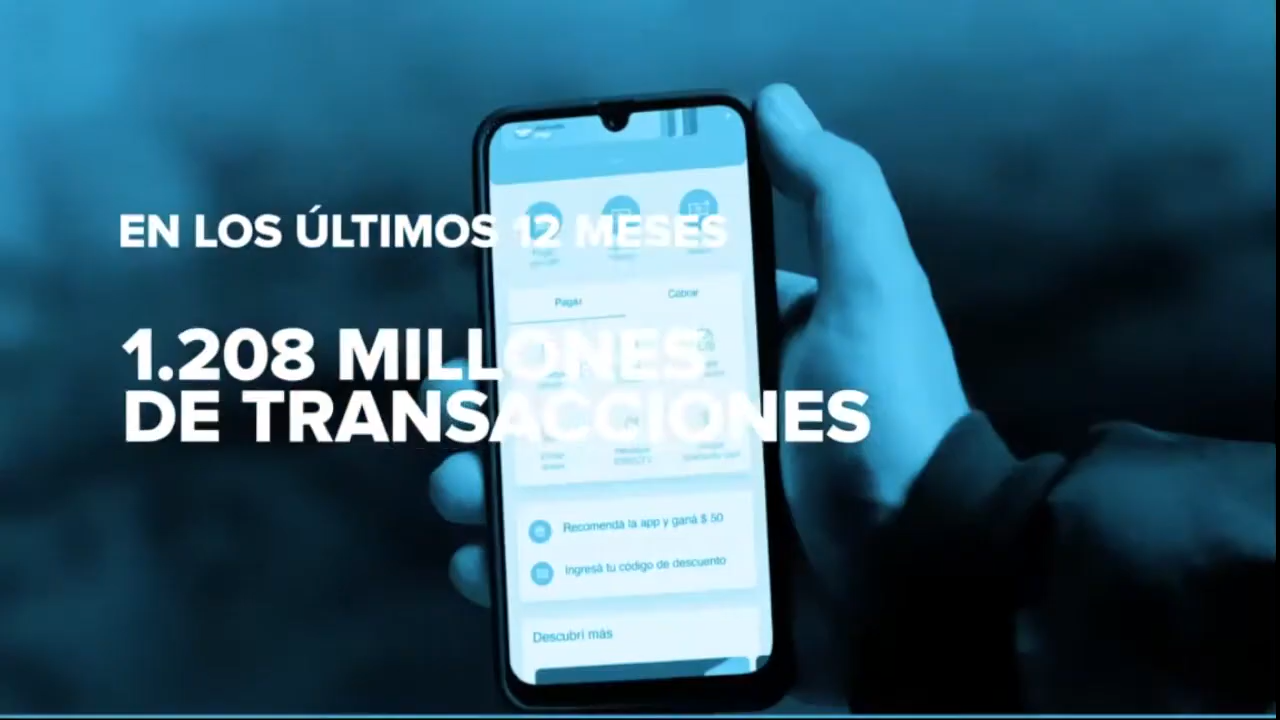 EN LOS ÚLTIMOS 12 MESES
1.208 MILLONES
DE TRANSACCIONES
Pagar
Cobrar
Recomendá la app y ganá $ 50
Ingresá tu código de descuento
Descubrí más